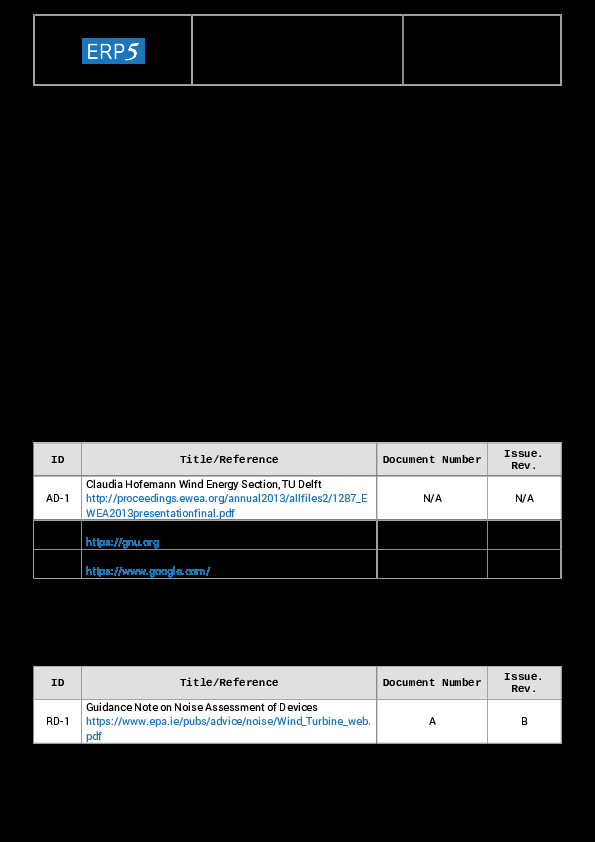 ERP5
ID Title/Reference Document Number Issue.
Rev.
AD-1 Claudia Hofemann Wind Energy Section, TU Delft
http://proceedings.ewea.org/annual2013/allfiles2/1287_E
WEA2013presentationfinal.pdf
N/A N/A
https://gnu.org
https://www.google.com/
ID Title/Reference Document Number Issue.
Rev.
RD-1 Guidance Note on Noise Assessment of Devices
https://www.epa.ie/pubs/advice/noise/Wind_Turbine_web.
pdf
A B